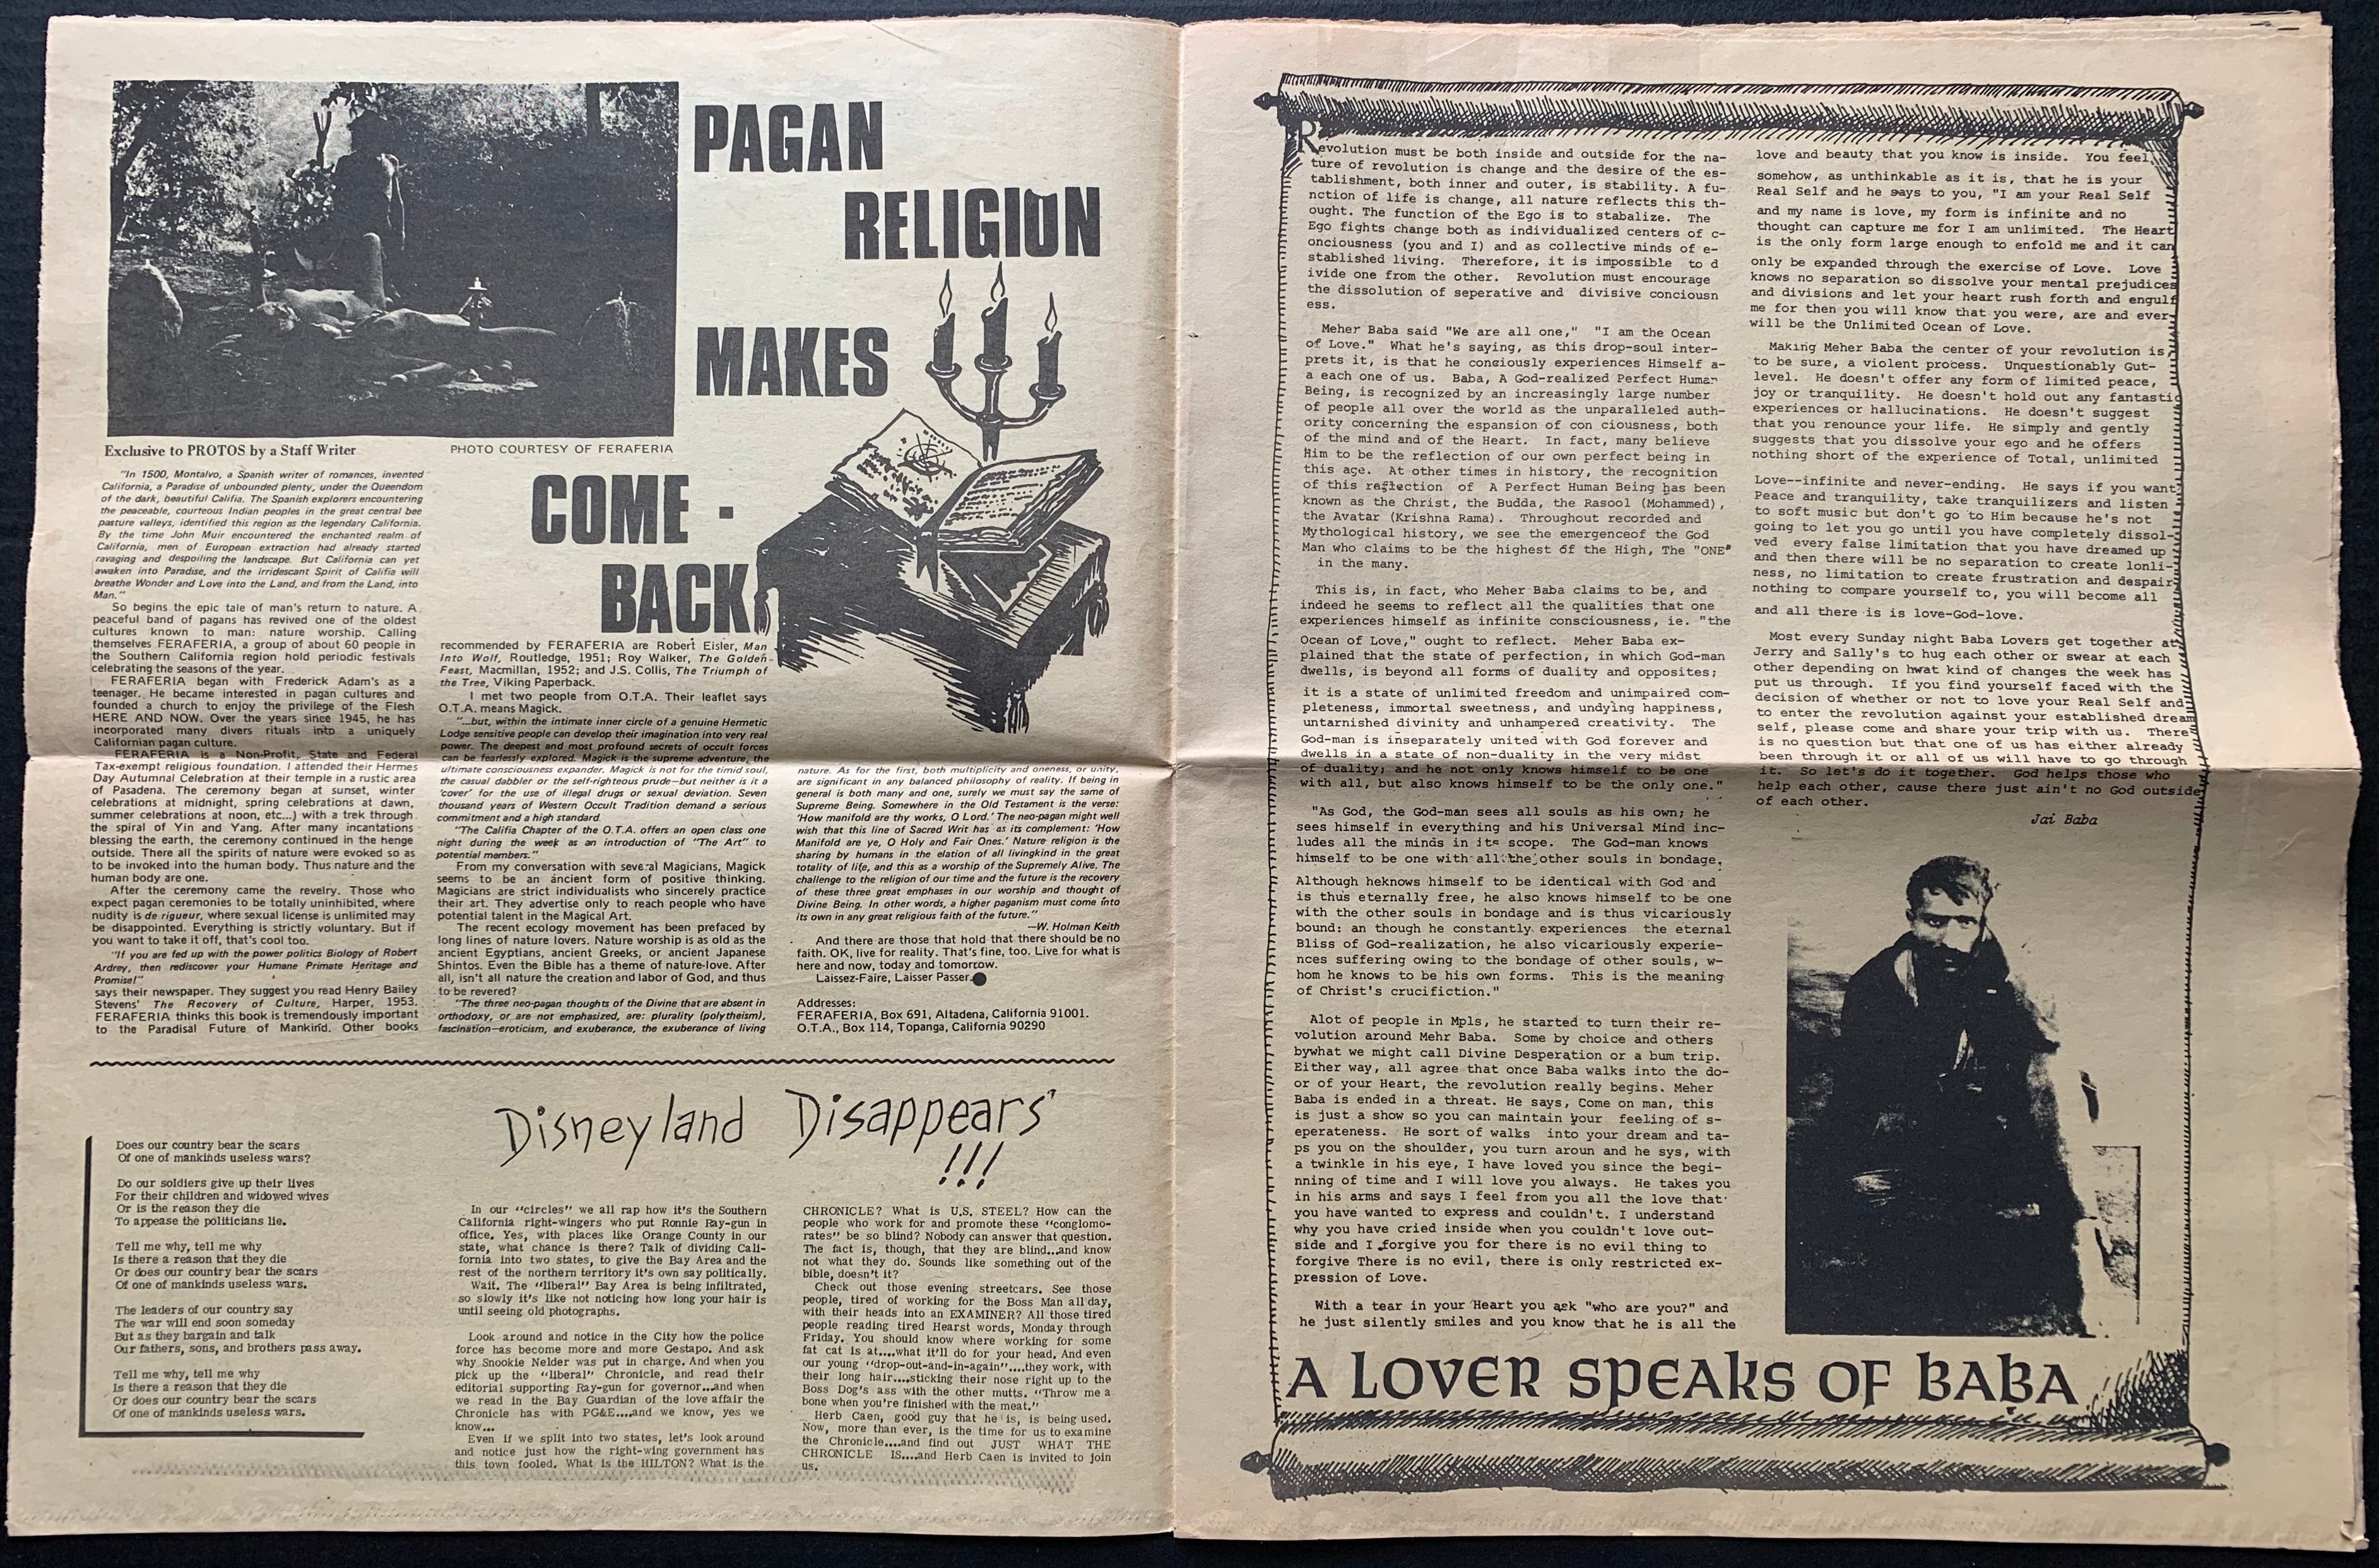 PAGAN
RELIGION
MAKES
COME -
BACK
Exclusive to PROTOS by a Staff Writer
PHOTO COURTESY OF FERAFERIA
"In 1500, Montalvo, a Spanish writer of romances, invented
California, a Paradise of unbounded plenty, under the Queendom
of the dark, beautiful Califia. The Spanish explorers encountering
the peaceable, courteous Indian peoples in the great central bee
pasture valleys, identified this region as the legendary California.
By the time John Muir encountered the enchanted realm of
California, men of European extraction had already started
ravaging and despoiling the landscape. But California can yet
awaken into Paradise, and the irridescant Spirit of Califia will
breathe Wonder and Love into the Land, and from the Land, into
Man."
So begins the epic tale of man's return to nature. A
peaceful band of pagans has revived one of the oldest
cultures known to man: nature worship. Calling
themselves FERAFERIA, a group of about 60 people in
the Southern California region hold periodic festivals
celebrating the seasons of the year.
FERAFERIA began with Frederick Adam's as a
teenager. He became interested in pagan cultures and
founded a church to enjoy the privilege of the Flesh
HERE AND NOW. Over the years since 1945, he has
incorporated many divers rituals into a uniquely
Californian pagan culture.
FERAFERIA is a Non-Profit, State and Federal
Tax-exempt religious foundation. I attended their Hermes
Day Autumnal Celebration at their temple in a rustic area
of Pasadena. The ceremony began at sunset, winter
celebrations at midnight, spring celebrations at dawn,
summer celebrations at noon, etc...) with a trek through
the spiral of Yin and Yang. After many incantations
blessing the earth, the ceremony continued in the henge
outside. There all the spirits of nature were evoked so as
to be invoked into the human body. Thus nature and the
human body are one.
After the ceremony came the revelry. Those who
expect pagan ceremonies to be totally uninhibited, where
nudity is de rigueur, where sexual license is unlimited may
be disappointed. Everything is strictly voluntary. But if
you want to take it off, that's cool too.
"If you are fed up with the power politics Biology of Robert
Ardrey, then rediscover your Humane Primate Heritage and
Promise!"
says their newspaper. They suggest you read Henry Bailey
Stevens' The Recovery of Culture, Harper, 1953.
FERAFERIA thinks this book is tremendously important
to the Paradisal Future of Mankind. Other books
recommended by FERAFERIA are Robert Eisler, Man
Into Wolf, Routledge, 1951; Roy Walker, The Golden
Feast, Macmillan, 1952; and J.S. Collis, The Triumph of
the Tree, Viking Paperback.
I met two people from O.T.A. Their leaflet says
O.T.A. means Magick.
"...but, within the intimate inner circle of a genuine Hermetic
Lodge sensitive people can develop their imagination into very real
power. The deepest and most profound secrets of occult forces
can be fearlessly explored. Magick is the supreme adventure, the
ultimate consciousness expander. Magick is not for the timid soul,
the casual dabbler or the self-righteous prude—but neither is it a
'cover' for the use of illegal drugs or sexual deviation. Seven
thousand years of Western Occult Tradition demand a serious
commitment and a high standard.
"The Califia Chapter of the O.T.A. offers an open class one
night during the week as an introduction of "The Art" to
potential members."
From my conversation with several Magicians, Magick
seems to be an ancient form of positive thinking.
Magicians are strict individualists who sincerely practice
their art. They advertise only to reach people who have
potential talent in the Magical Art.
The recent ecology movement has been prefaced by
long lines of nature lovers. Nature worship is as old as the
ancient Egyptians, ancient Greeks, or ancient Japanese
Shintos. Even the Bible has a theme of nature-love. After
all, isn't all nature the creation and labor of God, and thus
to be revered?
"The three neo-pagan thoughts of the Divine that are absent in
orthodoxy, or are not emphasized, are: plurality (polytheism),
fascination—eroticism, and exuberance, the exuberance of living
nature. As for the first, both multiplicity and oneness, or unity,
are significant in any balanced philosophy of reality. If being in
general is both many and one, surely we must say the same of
Supreme Being. Somewhere in the Old Testament is the verse:
'How manifold are thy works, O Lord.' The neo-pagan might well
wish that this line of Sacred Writ has as its complement: 'How
Manifold are ye, O Holy and Fair Ones.' Nature religion is the
sharing by humans in the elation of all livingkind in the great
totality of life, and this as a worship of the Supremely Alive. The
challenge to the religion of our time and the future is the recovery
of these three great emphases in our worship and thought of
Divine Being. In other words, a higher paganism must come into
its own in any great religious faith of the future."
—W. Holman Keith
And there are those that hold that there should be no
faith. OK, live for reality. That's fine, too. Live for what is
here and now, today and tomorrow.
Laissez-Faire, Laisser Passer.
Addresses:
FERAFERIA, Box 691, Altadena, California 91001.
O.T.A., Box 114, Topanga, California 90290
Disneyland Disappears
!!!
Does our country bear the scars
Of one of mankinds useless wars?
Do our soldiers give up their lives
For their children and widowed wives
Or is the reason they die
To appease the politicians lie.
Tell me why, tell me why
Is there a reason that they die
Or does our country bear the scars
Of one of mankinds useless wars.
The leaders of our country say
The war will end soon someday
But as they bargain and talk
Our fathers, sons, and brothers pass away.
Tell me why, tell me why
Is there a reason that they die
Or does our country bear the scars
Of one of mankinds useless wars.
In our "circles" we all rap how it's the Southern
California right-wingers who put Ronnie Ray-gun in
office. Yes, with places like Orange County in our
state, what chance is there? Talk of dividing Cali-
fornia into two states, to give the Bay Area and the
rest of the northern territory it's own say politically.
Wait. The "liberal" Bay Area is being infiltrated,
so slowly it's like not noticing how long your hair is
until seeing old photographs.
Look around and notice in the City how the police
force has become more and more Gestapo. And ask
why Snookie Nelder was put in charge. And when you
pick up the "liberal" Chronicle, and read their
editorial supporting Ray-gun for governor...and when
we read in the Bay Guardian of the love affair the
Chronicle has with PG&E....and we know, yes we
know...
Even if we split into two states, let's look around
and notice just how the right-wing government has
this town fooled. What is the HILTON? What is the
CHRONICLE? What is U.S. STEEL? How can the
people who work for and promote these "conglomo-
rates" be so blind? Nobody can answer that question.
The fact is, though, that they are blind...and know
not what they do. Sounds like something out of the
bible, doesn't it?
Check out those evening streetcars. See those
people, tired of working for the Boss Man all day,
with their heads into an EXAMINER? All those tired
people reading tired Hearst words, Monday through
Friday. You should know where working for some
fat cat is at....what it'll do for your head. And even
our young "drop-out-and-in-again"....they work, with
their long hair....sticking their nose right up to the
Boss Dog's ass with the other mutts. "Throw me a
bone when you're finished with the meat."
Herb Caen, good guy that he is, is being used.
Now, more than ever, is the time for us to examine
the Chronicle....and find out JUST WHAT THE
CHRONICLE IS....and Herb Caen is invited to join
us.
Revolution must be both inside and outside for the na-
ture of revolution is change and the desire of the es-
tablishment, both inner and outer, is stability. A fu-
nction of life is change, all nature reflects this th-
ought. The function of the Ego is to stabalize. The
Ego fights change both as individualized centers of c-
onciousness (you and I) and as collective minds of e-
stablished living. Therefore, it is impossible to d
ivide one from the other. Revolution must encourage
the dissolution of seperative and divisive conciousn
ess.
Meher Baba said "We are all one," "I am the Ocean
of Love." What he's saying, as this drop-soul inter-
prets it, is that he conciously experiences Himself a-
a each one of us. Baba, A God-realized Perfect Human
Being, is recognized by an increasingly large number
of people all over the world as the unparalleled auth-
ority concerning the espansion of con ciousness, both
of the mind and of the Heart. In fact, many believe
Him to be the reflection of our own perfect being in
this age. At other times in history, the recognition
of this reflection of A Perfect Human Being has been
known as the Christ, the Budda, the Rasool (Mohammed),
the Avatar (Krishna Rama). Throughout recorded and
Mythological history, we see the emergenceof the God
Man who claims to be the highest of the High, The "ONE"
in the many.
This is, in fact, who Meher Baba claims to be, and
indeed he seems to reflect all the qualities that one
experiences himself as infinite consciousness, ie. "the
Ocean of Love," ought to reflect. Meher Baba ex-
plained that the state of perfection, in which God-man
dwells, is beyond all forms of duality and opposites;
it is a state of unlimited freedom and unimpaired com-
pleteness, immortal sweetness, and undying happiness,
untarnished divinity and unhampered creativity. The
God-man is inseparately united with God forever and
dwells in a state of non-duality in the very midst
of duality; and he not only knows himself to be one
with all, but also knows himself to be the only one."
"As God, the God-man sees all souls as his own; he
sees himself in everything and his Universal Mind inc-
ludes all the minds in its scope. The God-man knows
himself to be one with all the other souls in bondage.
Although heknows himself to be identical with God and
is thus eternally free, he also knows himself to be one
with the other souls in bondage and is thus vicariously
bound: an though he constantly experiences the eternal
Bliss of God-realization, he also vicariously experie-
nces suffering owing to the bondage of other souls, w-
hom he knows to be his own forms. This is the meaning
of Christ's crucifiction."
Alot of people in Mpls, he started to turn their re-
volution around Mehr Baba. Some by choice and others
bywhat we might call Divine Desperation or a bum trip.
Either way, all agree that once Baba walks into the do-
or of your Heart, the revolution really begins. Meher
Baba is ended in a threat. He says, Come on man, this
is just a show so you can maintain your feeling of s-
eperateness. He sort of walks into your dream and ta-
ps you on the shoulder, you turn aroun and he sys, with
a twinkle in his eye, I have loved you since the begi-
nning of time and I will love you always. He takes you
in his arms and says I feel from you all the love that
you have wanted to express and couldn't. I understand
why you have cried inside when you couldn't love out-
side and I forgive you for there is no evil thing to
forgive There is no evil, there is only restricted ex-
pression of Love.
With a tear in your Heart you ask "who are you?" and
he just silently smiles and you know that he is all the
love and beauty that you know is inside. You feel,
somehow, as unthinkable as it is, that he is your
Real Self and he says to you, "I am your Real Self
and my name is love, my form is infinite and no
thought can capture me for I am unlimited. The Heart
is the only form large enough to enfold me and it can
only be expanded through the exercise of Love. Love
knows no separation so dissolve your mental prejudices
and divisions and let your heart rush forth and engulf
me for then you will know that you were, are and ever
will be the Unlimited Ocean of Love.
Making Meher Baba the center of your revolution is,
to be sure, a violent process. Unquestionably Gut-
level. He doesn't offer any form of limited peace,
joy or tranquility. He doesn't hold out any fantastic
experiences or hallucinations. He doesn't suggest
that you renounce your life. He simply and gently
suggests that you dissolve your ego and he offers
nothing short of the experience of Total, unlimited
Love--infinite and never-ending. He says if you want
Peace and tranquility, take tranquilizers and listen
to soft music but don't go to Him because he's not
going to let you go until you have completely dissol-
ved every false limitation that you have dreamed up
and then there will be no separation to create lonli-
ness, no limitation to create frustration and despair
nothing to compare yourself to, you will become all
and all there is is love-God-love.
Most every Sunday night Baba Lovers get together at
Jerry and Sally's to hug each other or swear at each
other depending on hwat kind of changes the week has
put us through. If you find yourself faced with the
decision of whether or not to love your Real Self and
to enter the revolution against your established dream
self, please come and share your trip with us. There
is no question but that one of us has either already
been through it or all of us will have to go through
it. So let's do it together. God helps those who
help each other, cause there just ain't no God outside
of each other.
Jai Baba
A LOVER SPEAKS OF BABA